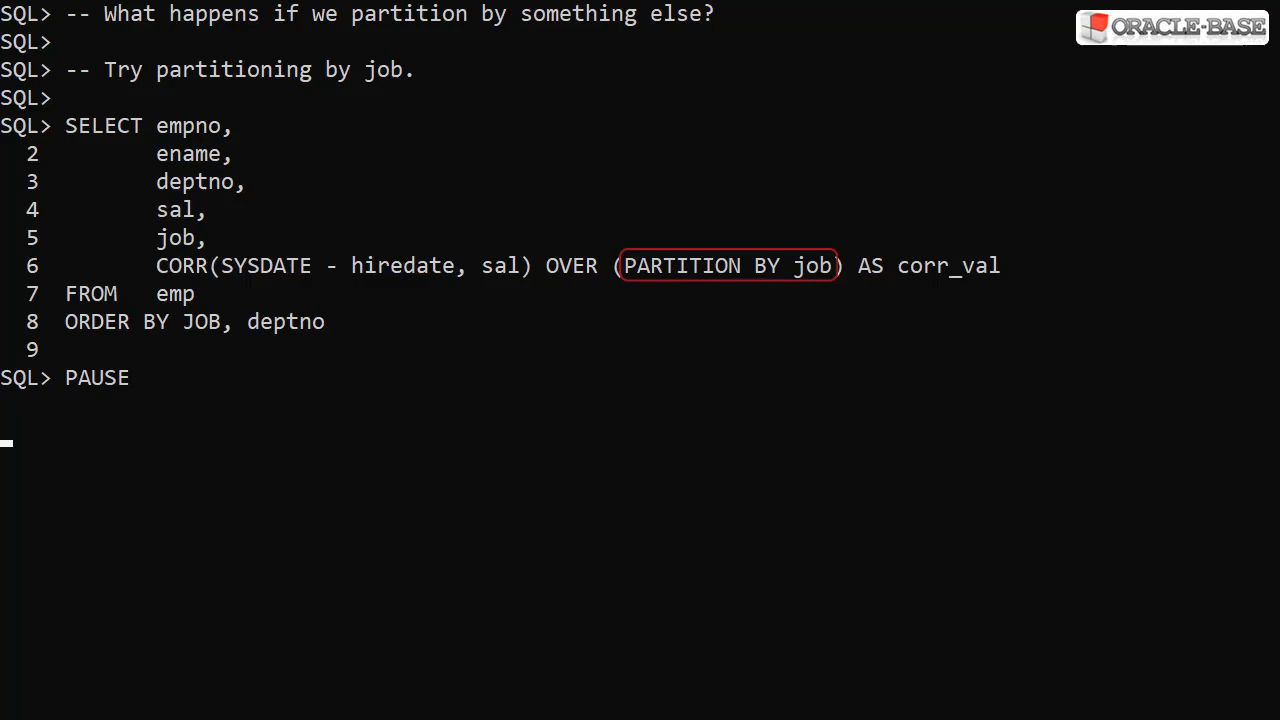 SQL> -- What happens if we partition by something else?
SQL>
SQL> -- Try partitioning by job.
SQL>
SQL> SELECT empno,
  2         ename,
  3         deptno,
  4         sal,
  5         job,
  6         CORR(SYSDATE - hiredate, sal) OVER (PARTITION BY job) AS corr_val
  7  FROM   emp
  8  ORDER BY JOB, deptno
  9
SQL> PAUSE
ORACLE-BASE